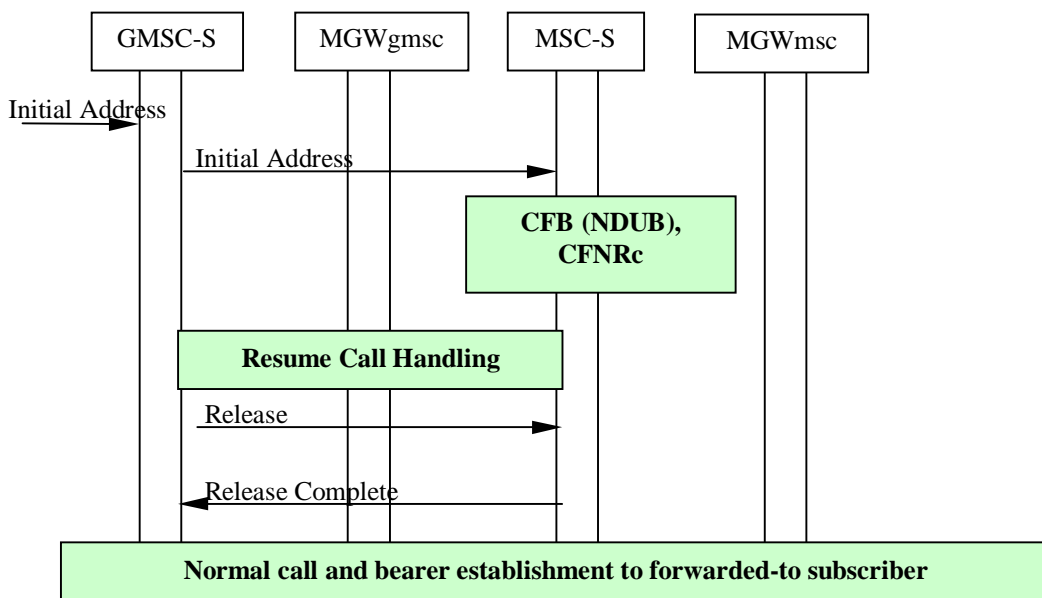 GMSC-S
MGWgmsc
MSC-S
MGWmsc
Initial Address
Initial Address
CFB (NDUB),
CFNRc
Resume Call Handling
Release
Release Complete
Normal call and bearer establishment to forwarded-to subscriber